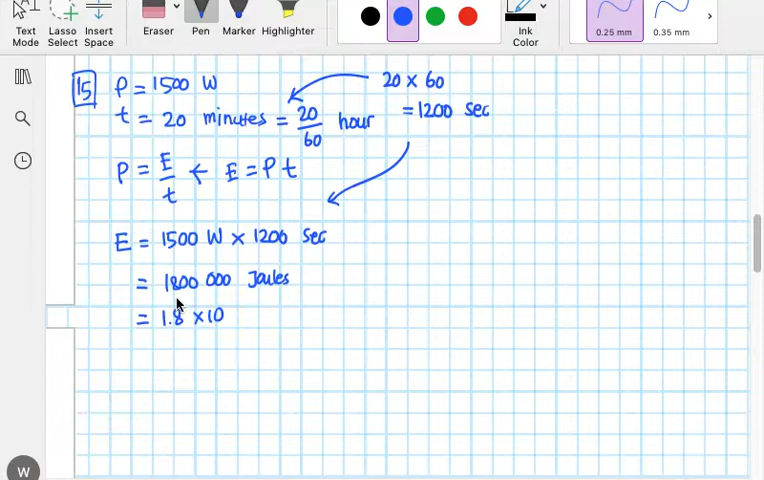 Text Mode
Lasso Select
Insert Space
Eraser
Pen
Marker
Highlighter
Ink Color
0.25 mm
0.35 mm
15 P = 1500 W
t = 20 minutes = 20/60 hour
20 × 60
= 1200 sec
P = E/t ← E = P t
E = 1500 W × 1200 sec
= 1800 000 Joules
= 1.8 × 10
W